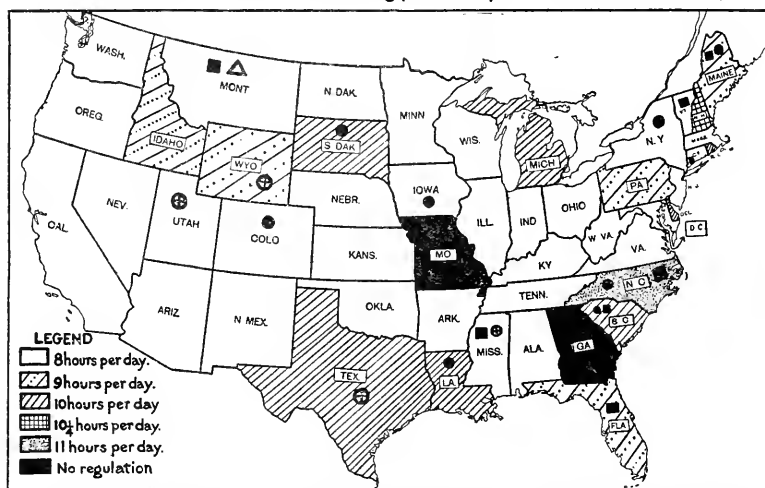 WASH.
MONT
N. DAK.
MINN
MAINE
OREG.
IDAHO
WYO
S. DAK
WIS.
MICH
N.Y
VT
MASS
NEBR.
IOWA
PA
NEV.
UTAH
COLO
ILL.
IND
OHIO
DEL
D C
CAL.
KANS.
MO
W VA.
VA.
KY
N C
TENN.
ARIZ
N MEX.
OKLA.
ARK.
S C
LEGEND
8 hours per day.
9 hours per day.
10 hours per day
10¼ hours per day.
11 hours per day.
No regulation
TEX.
LA.
MISS.
ALA.
GA
FLA.